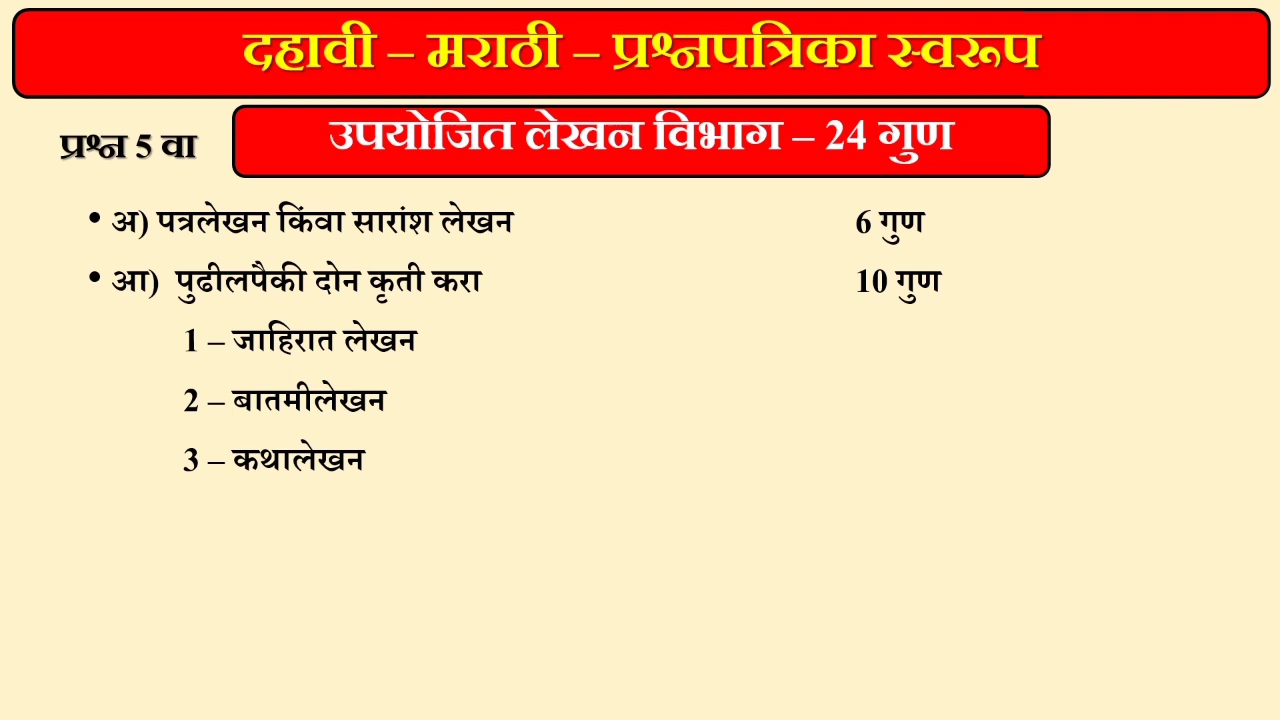 दहावी – मराठी – प्रश्नपत्रिका स्वरूप
प्रश्न 5 वा
उपयोजित लेखन विभाग – 24 गुण
• अ) पत्रलेखन किंवा सारांश लेखन 6 गुण
• आ) पुढीलपैकी दोन कृती करा 10 गुण
1 – जाहिरात लेखन
2 – बातमीलेखन
3 – कथालेखन